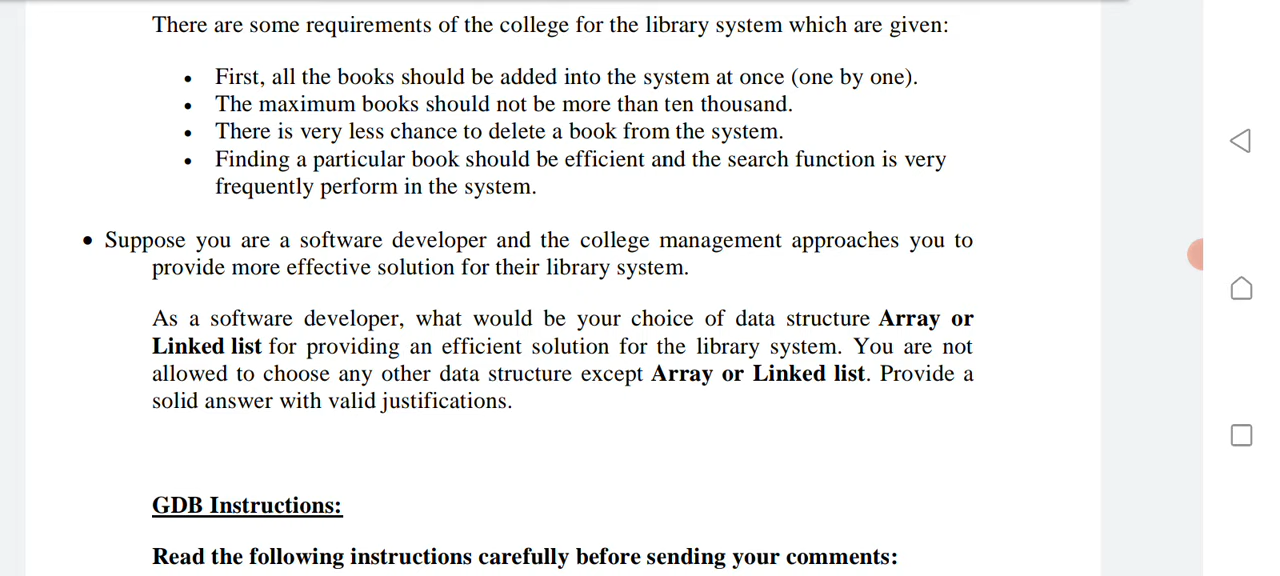 There are some requirements of the college for the library system which are given:
• First, all the books should be added into the system at once (one by one).
• The maximum books should not be more than ten thousand.
• There is very less chance to delete a book from the system.
• Finding a particular book should be efficient and the search function is very
frequently perform in the system.
• Suppose you are a software developer and the college management approaches you to
provide more effective solution for their library system.
As a software developer, what would be your choice of data structure Array or
Linked list for providing an efficient solution for the library system. You are not
allowed to choose any other data structure except Array or Linked list. Provide a
solid answer with valid justifications.
GDB Instructions:
Read the following instructions carefully before sending your comments: